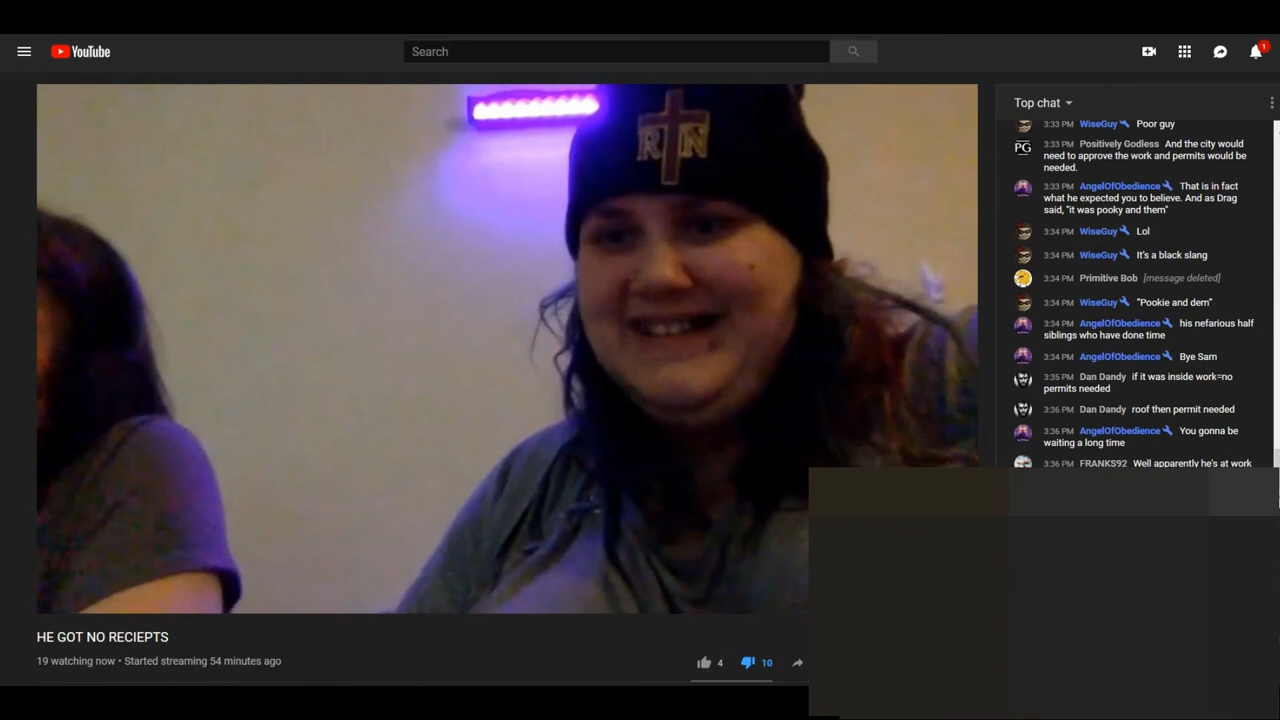 YouTube
Search
1
RTN
Top chat
3:33 PM WiseGuy Poor guy
PG 3:33 PM Positively Godless And the city would
need to approve the work and permits would be
needed.
3:33 PM AngelOfObedience That is in fact
what he expected you to believe. And as Drag
said, "it was pooky and them"
3:34 PM WiseGuy Lol
3:34 PM WiseGuy It's a black slang
3:34 PM Primitive Bob [message deleted]
3:34 PM WiseGuy "Pookie and dem"
3:34 PM AngelOfObedience his nefarious half
siblings who have done time
3:34 PM AngelOfObedience Bye Sam
3:35 PM Dan Dandy if it was inside work=no
permits needed
3:36 PM Dan Dandy roof then permit needed
3:36 PM AngelOfObedience You gonna be
waiting a long time
3:36 PM FRANKS92 Well apparently he's at work
HE GOT NO RECIEPTS
19 watching now • Started streaming 54 minutes ago
4 10